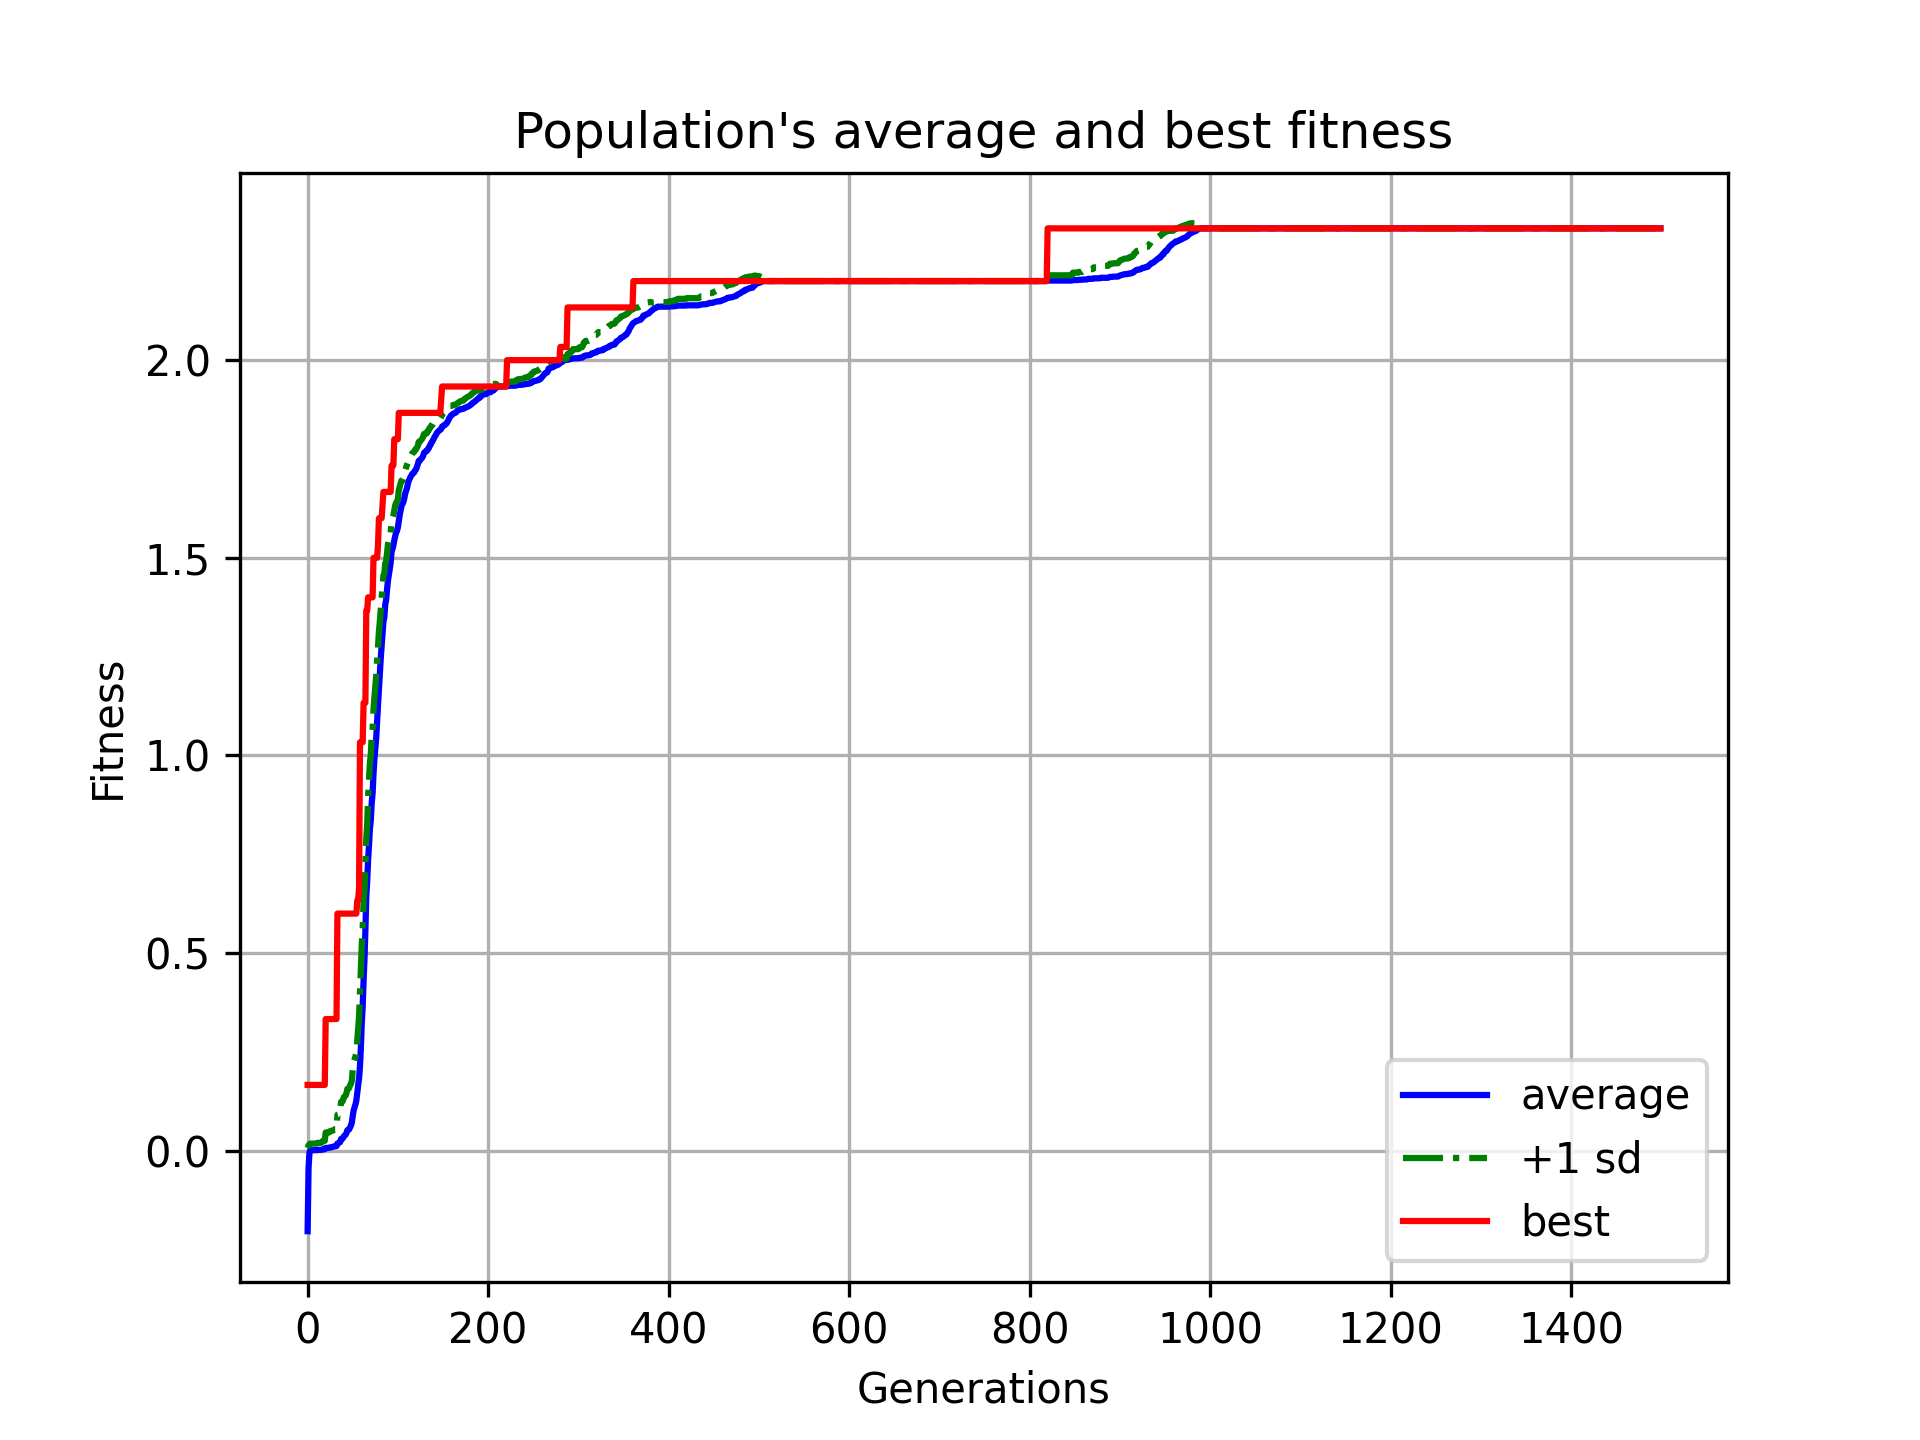 Population's average and best fitness
Fitness
2.0
1.5
1.0
0.5
0.0
average
+1 sd
best
0 200 400 600 800 1000 1200 1400
Generations